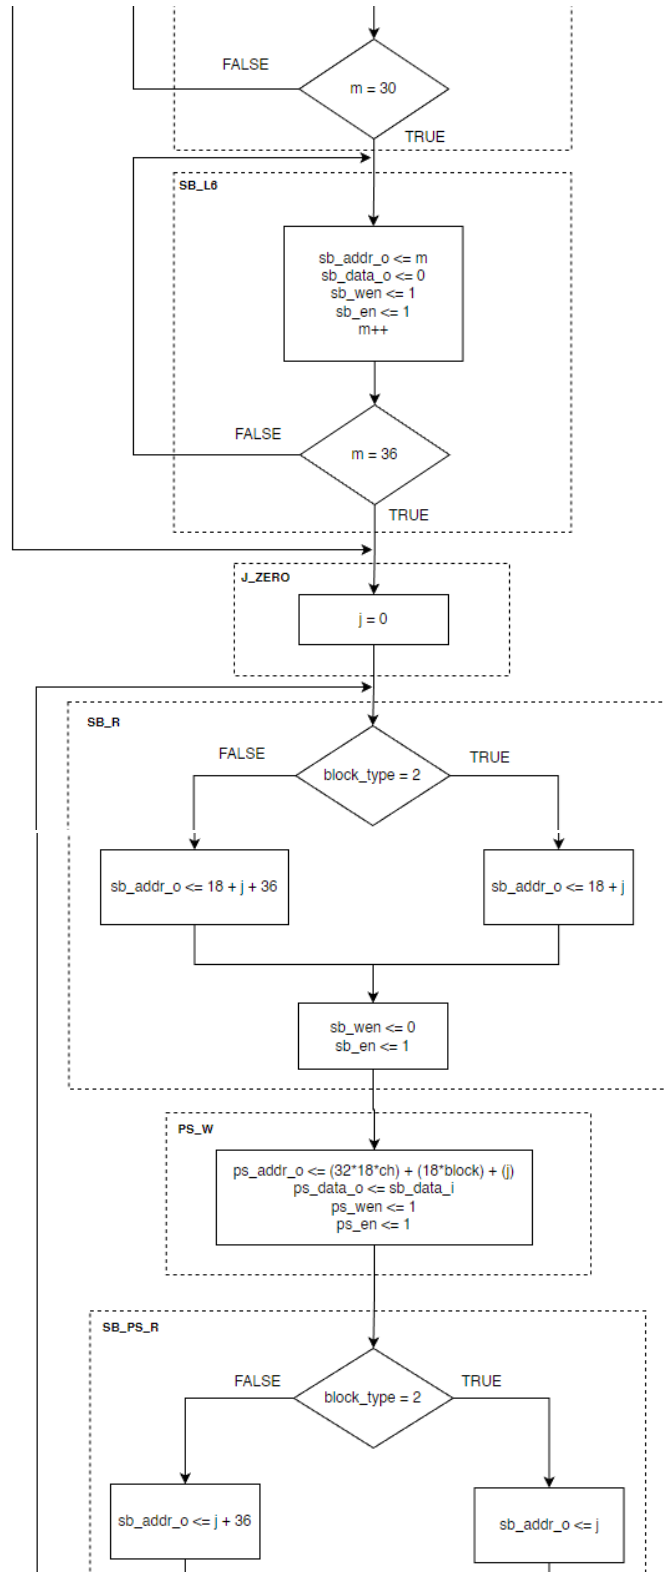 FALSE
m = 30
TRUE
SB_L6
sb_addr_o <= m
sb_data_o <= 0
sb_wen <= 1
sb_en <= 1
m++
FALSE
m = 36
TRUE
J_ZERO
j = 0
SB_R
FALSE
block_type = 2
TRUE
sb_addr_o <= 18 + j + 36
sb_addr_o <= 18 + j
sb_wen <= 0
sb_en <= 1
PS_W
ps_addr_o <= (32*18*ch) + (18*block) + (j)
ps_data_o <= sb_data_i
ps_wen <= 1
ps_en <= 1
SB_PS_R
FALSE
block_type = 2
TRUE
sb_addr_o <= j + 36
sb_addr_o <= j